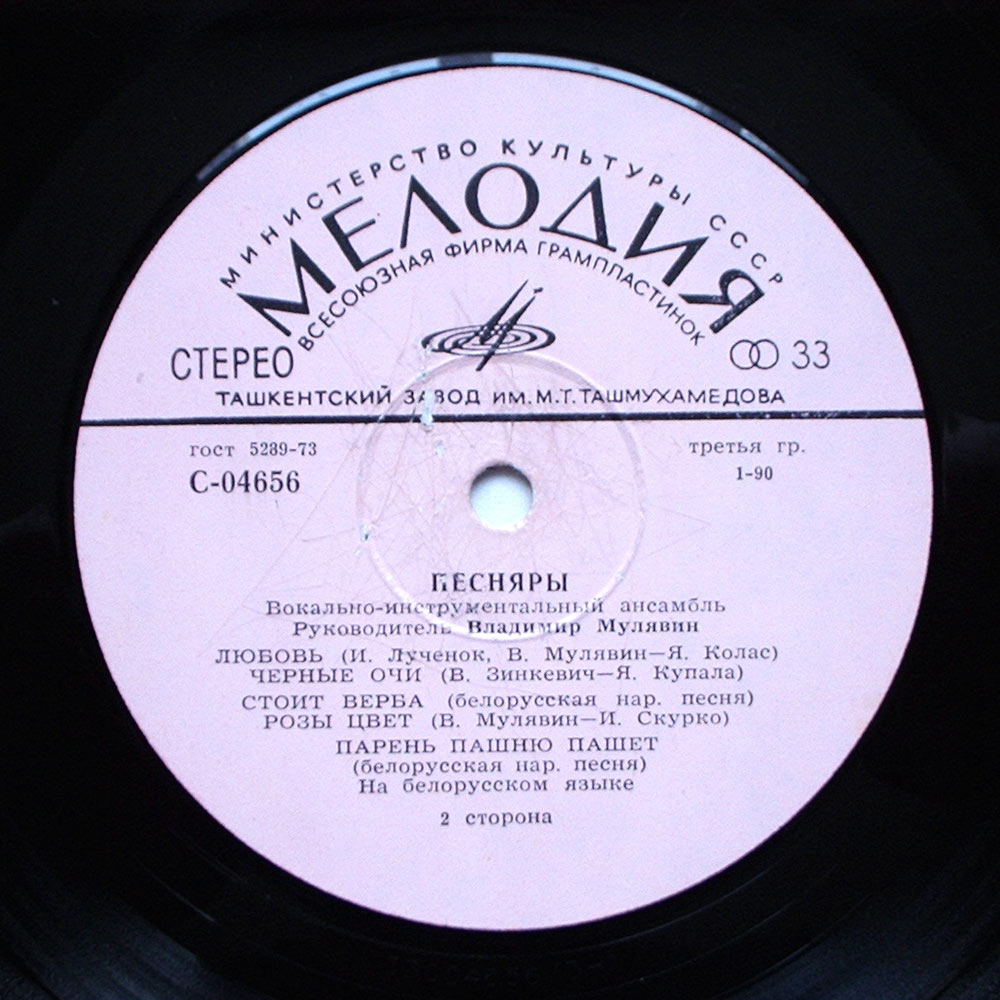 МИНИСТЕРСТВО КУЛЬТУРЫ СССР
МЕЛОДИЯ
ВСЕСОЮЗНАЯ ФИРМА ГРАМПЛАСТИНОК
СТЕРЕО
33
ТАШКЕНТСКИЙ ЗАВОД ИМ. М.Т. ТАШМУХАМЕДОВА
гост 5289-73
третья гр.
С-04656
1-90
ПЕСНЯРЫ
Вокально-инструментальный ансамбль
Руководитель Владимир Мулявин
ЛЮБОВЬ (И. Лученок, В. Мулявин—Я. Колас)
ЧЕРНЫЕ ОЧИ (В. Зинкевич—Я. Купала)
СТОИТ ВЕРБА (белорусская нар. песня)
РОЗЫ ЦВЕТ (В. Мулявин—И. Скурко)
ПАРЕНЬ ПАШНЮ ПАШЕТ
(белорусская нар. песня)
На белорусском языке
2 сторона